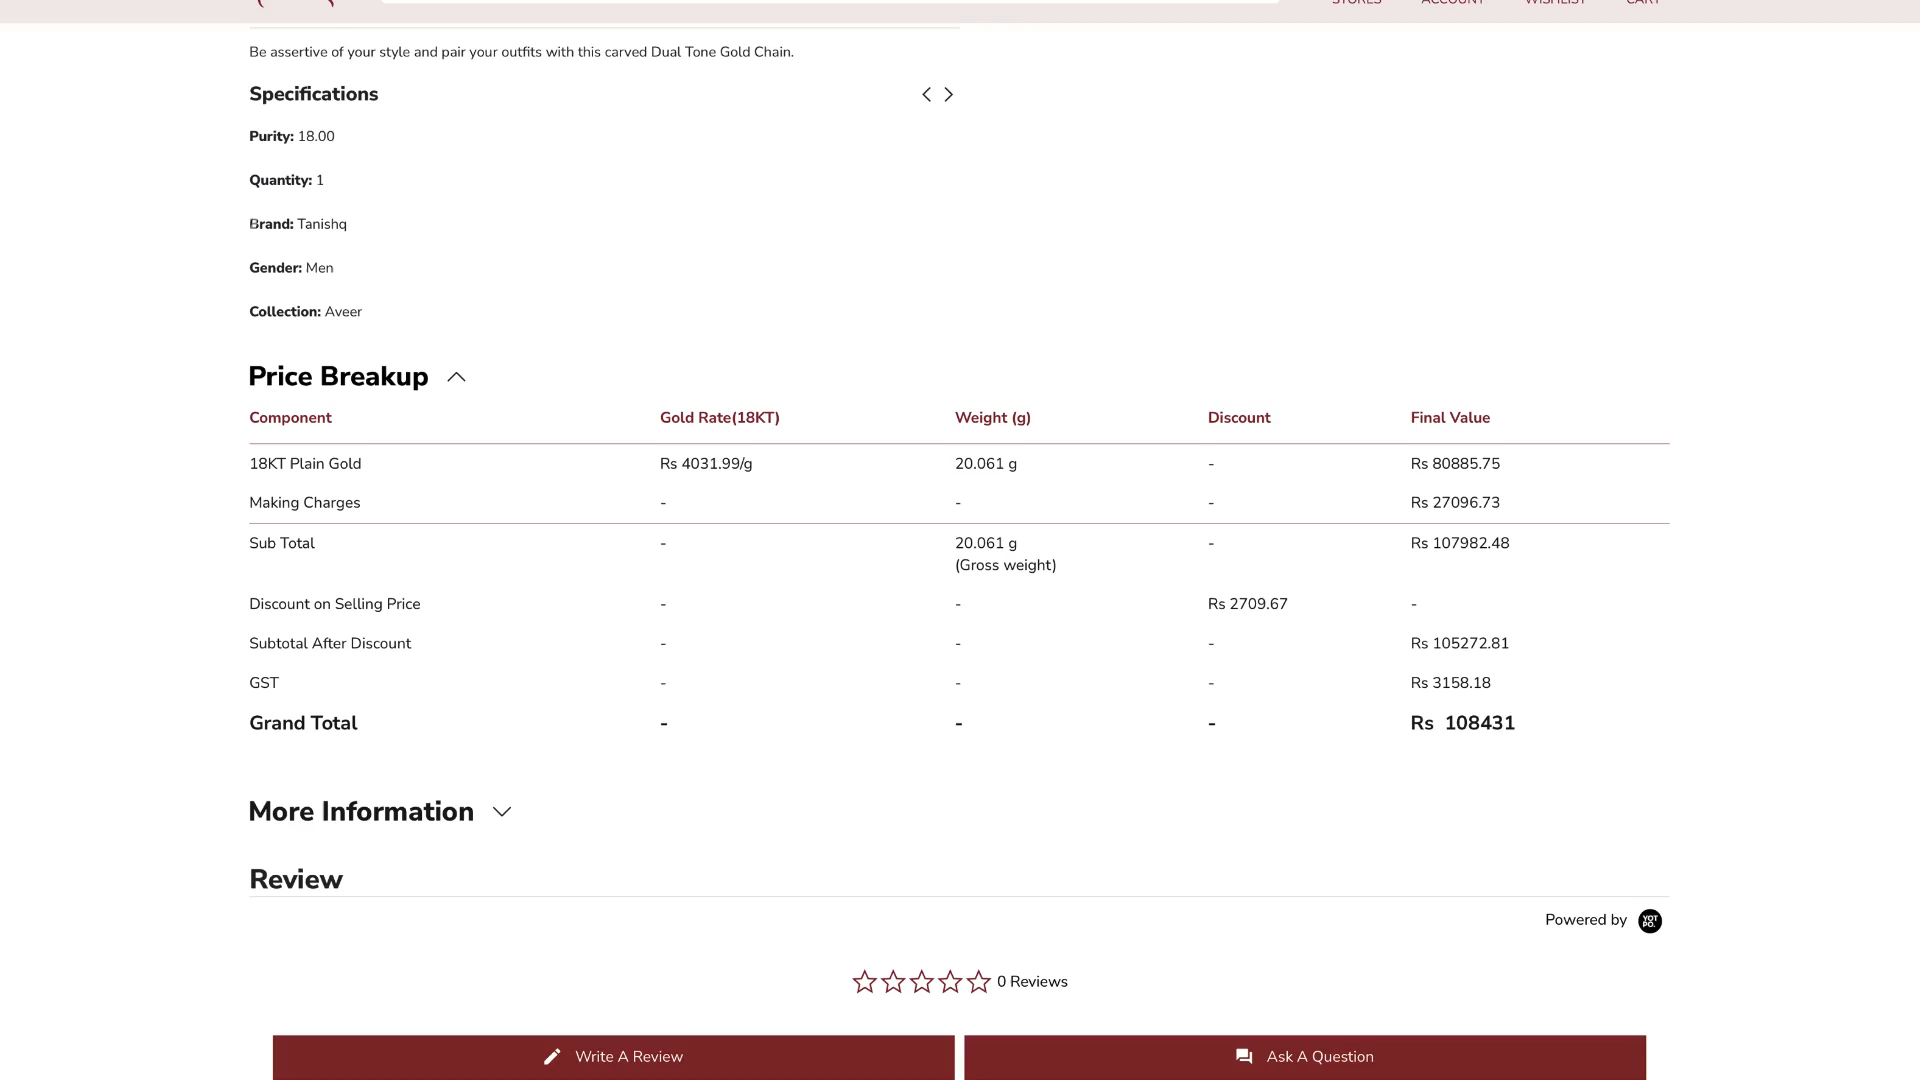 STORES ACCOUNT WISHLIST CART
Be assertive of your style and pair your outfits with this carved Dual Tone Gold Chain.
Specifications
Purity: 18.00
Quantity: 1
Brand: Tanishq
Gender: Men
Collection: Aveer
Price Breakup
Component Gold Rate(18KT) Weight (g) Discount Final Value
18KT Plain Gold Rs 4031.99/g 20.061 g - Rs 80885.75
Making Charges - - - Rs 27096.73
Sub Total - 20.061 g - Rs 107982.48
(Gross weight)
Discount on Selling Price - - Rs 2709.67 -
Subtotal After Discount - - - Rs 105272.81
GST - - - Rs 3158.18
Grand Total - - - Rs 108431
More Information
Review
Powered by YOTPO.
0 Reviews
Write A Review
Ask A Question